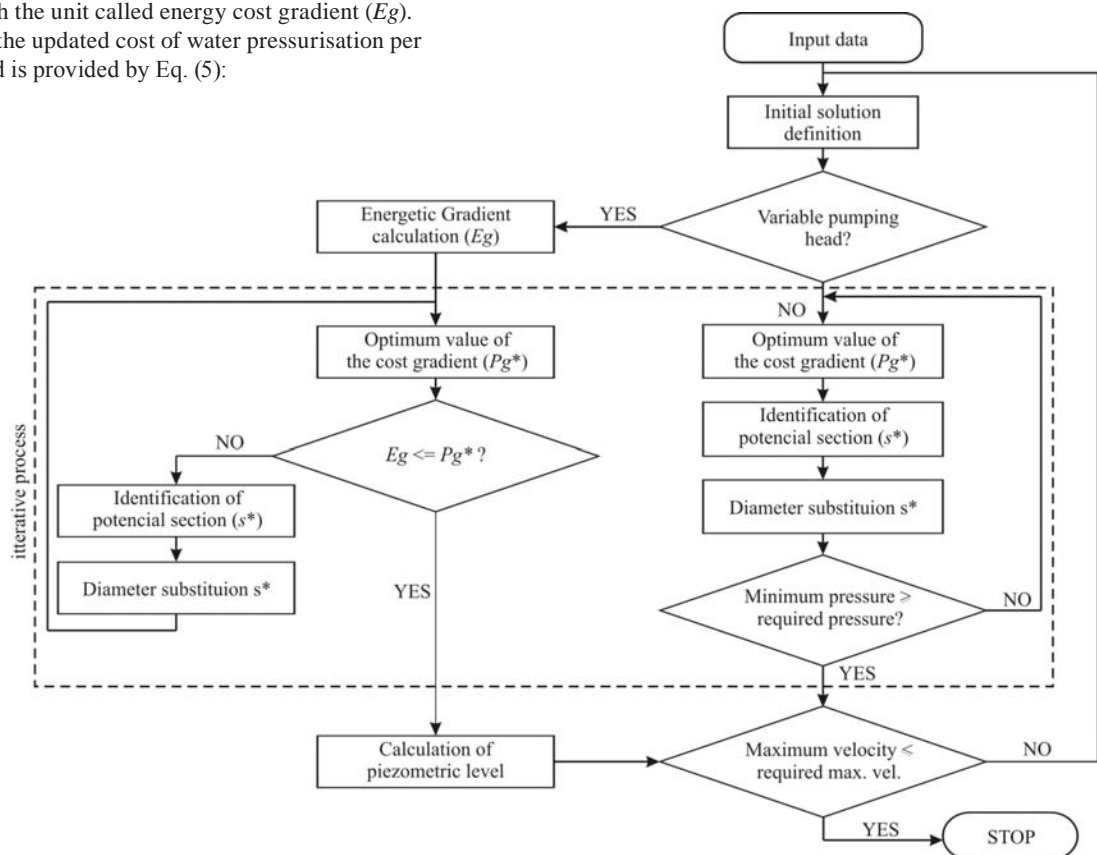 h the unit called energy cost gradient (Eg).
the updated cost of water pressurisation per
d is provided by Eq. (5):
Input data
Initial solution
definition
Variable pumping
head?
YES
Energetic Gradient
calculation (Eg)
NO
Optimum value of
the cost gradient (Pg*)
Optimum value of
the cost gradient (Pg*)
Identification of
potencial section (s*)
Eg <= Pg* ?
NO
Identification of
potencial section (s*)
Diameter substituion s*
Diameter substituion s*
itterative process
YES
Minimum pressure ⩾
required pressure?
NO
YES
Calculation of
piezometric level
Maximum velocity <
required max. vel.
NO
YES
STOP